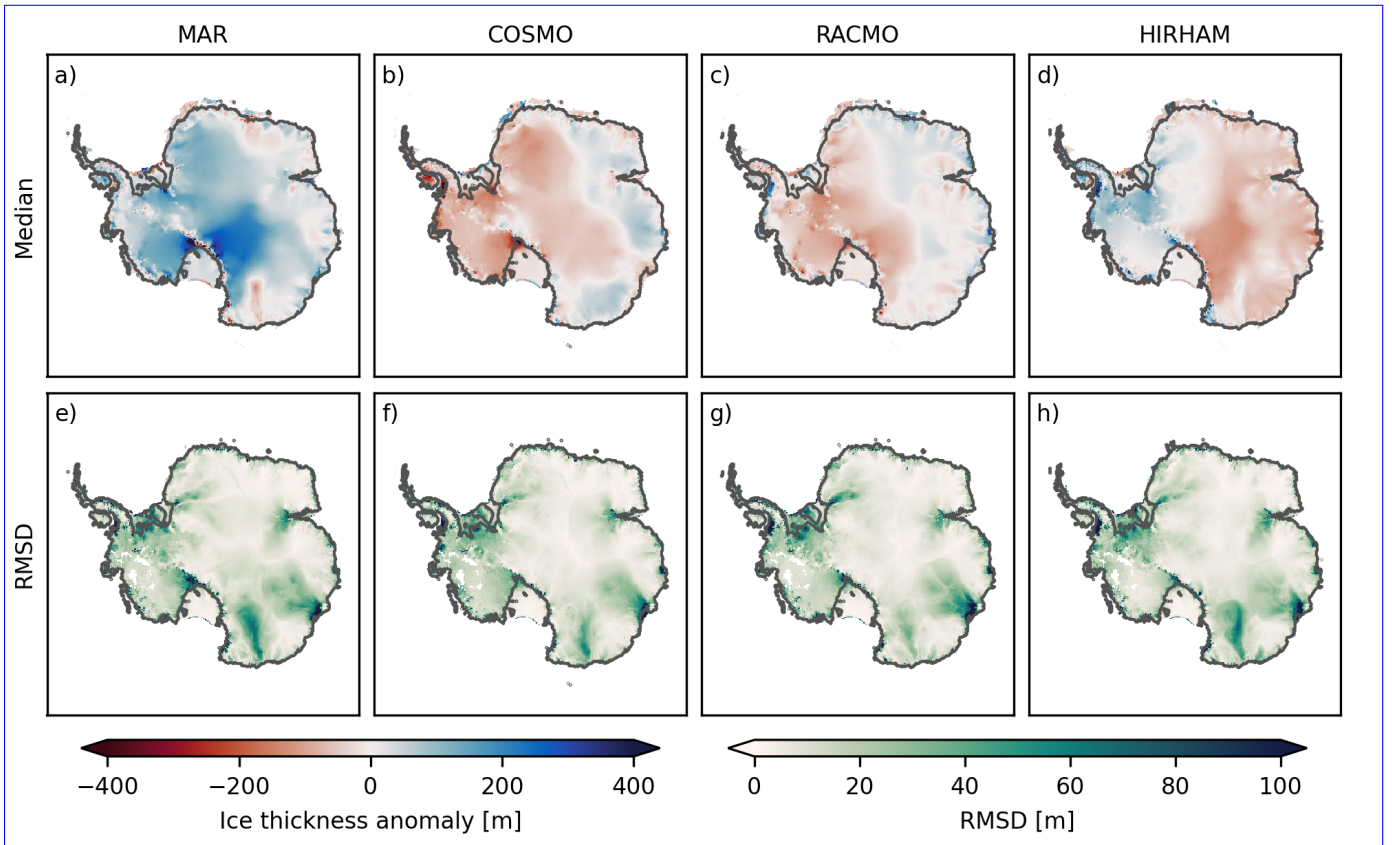 MAR COSMO RACMO HIRHAM
a) b) c) d)
Median
e) f) g) h)
RMSD
−400 −200 0 200 400 0 20 40 60 80 100
Ice thickness anomaly [m] RMSD [m]